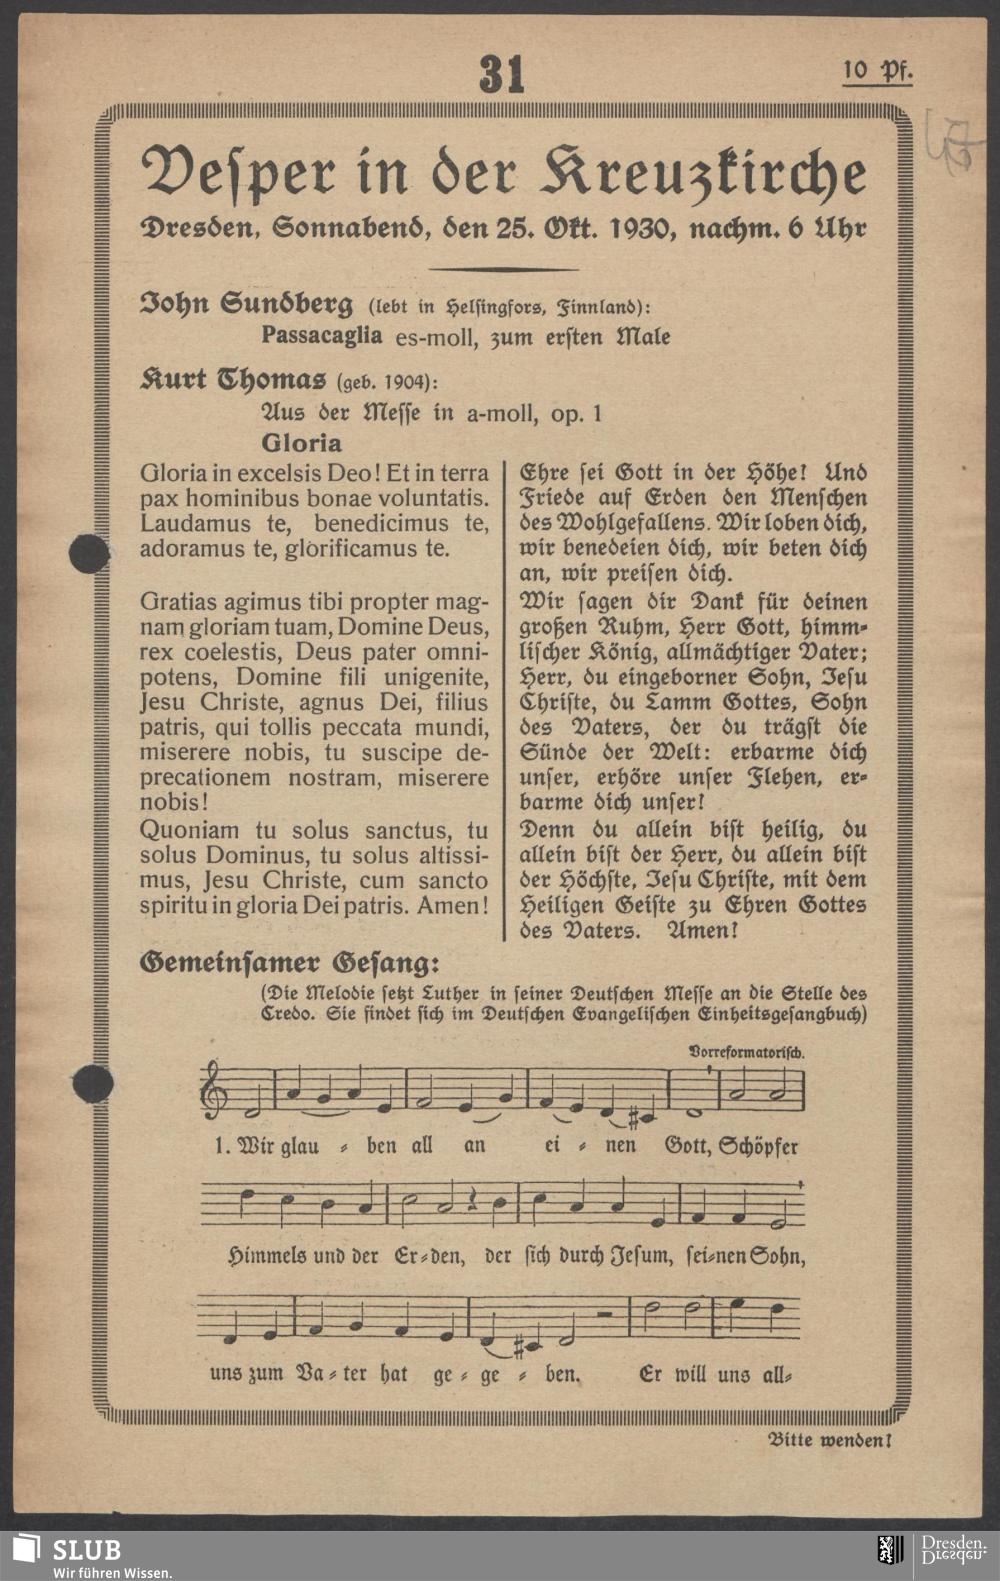 31
10 Pf.
Vesper in der Kreuzkirche
Dresden, Sonnabend, den 25. Okt. 1930, nachm. 6 Uhr
John Sundberg (lebt in Helsingfors, Finnland):
Passacaglia es-moll, zum ersten Male
Kurt Thomas (geb. 1904):
Aus der Messe in a-moll, op. 1
Gloria
Gloria in excelsis Deo! Et in terra
pax hominibus bonae voluntatis.
Laudamus te, benedicimus te,
adoramus te, glorificamus te.
Gratias agimus tibi propter mag-
nam gloriam tuam, Domine Deus,
rex coelestis, Deus pater omni-
potens, Domine fili unigenite,
Jesu Christe, agnus Dei, filius
patris, qui tollis peccata mundi,
miserere nobis, tu suscipe de-
precationem nostram, miserere
nobis!
Quoniam tu solus sanctus, tu
solus Dominus, tu solus altissi-
mus, Jesu Christe, cum sancto
spiritu in gloria Dei patris. Amen!
Ehre sei Gott in der Höhe! Und
Friede auf Erden den Menschen
des Wohlgefallens. Wir loben dich,
wir benedeien dich, wir beten dich
an, wir preisen dich.
Wir sagen dir Dank für deinen
großen Ruhm, Herr Gott, himm-
lischer König, allmächtiger Vater;
Herr, du eingeborner Sohn, Jesu
Christe, du Lamm Gottes, Sohn
des Vaters, der du trägst die
Sünde der Welt: erbarme dich
unser, erhöre unser Flehen, er-
barme dich unser!
Denn du allein bist heilig, du
allein bist der Herr, du allein bist
der Höchste, Jesu Christe, mit dem
Heiligen Geiste zu Ehren Gottes
des Vaters. Amen!
Gemeinsamer Gesang:
(Die Melodie setzt Luther in seiner Deutschen Messe an die Stelle des
Credo. Sie findet sich im Deutschen Evangelischen Einheitsgesangbuch)
Vorreformatorisch.
1. Wir glau - ben all an ei - nen Gott, Schöpfer
Himmels und der Er-den, der sich durch Jesum, sei-nen Sohn,
uns zum Va - ter hat ge - ge - ben. Er will uns all-
Bitte wenden!
SLUB
Wir führen Wissen.
Dresden.